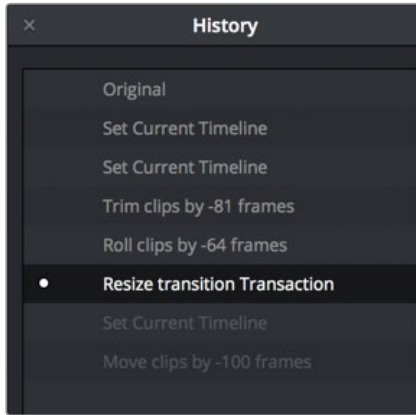 History
Original
Set Current Timeline
Set Current Timeline
Trim clips by -81 frames
Roll clips by -64 frames
Resize transition Transaction
Set Current Timeline
Move clips by -100 frames